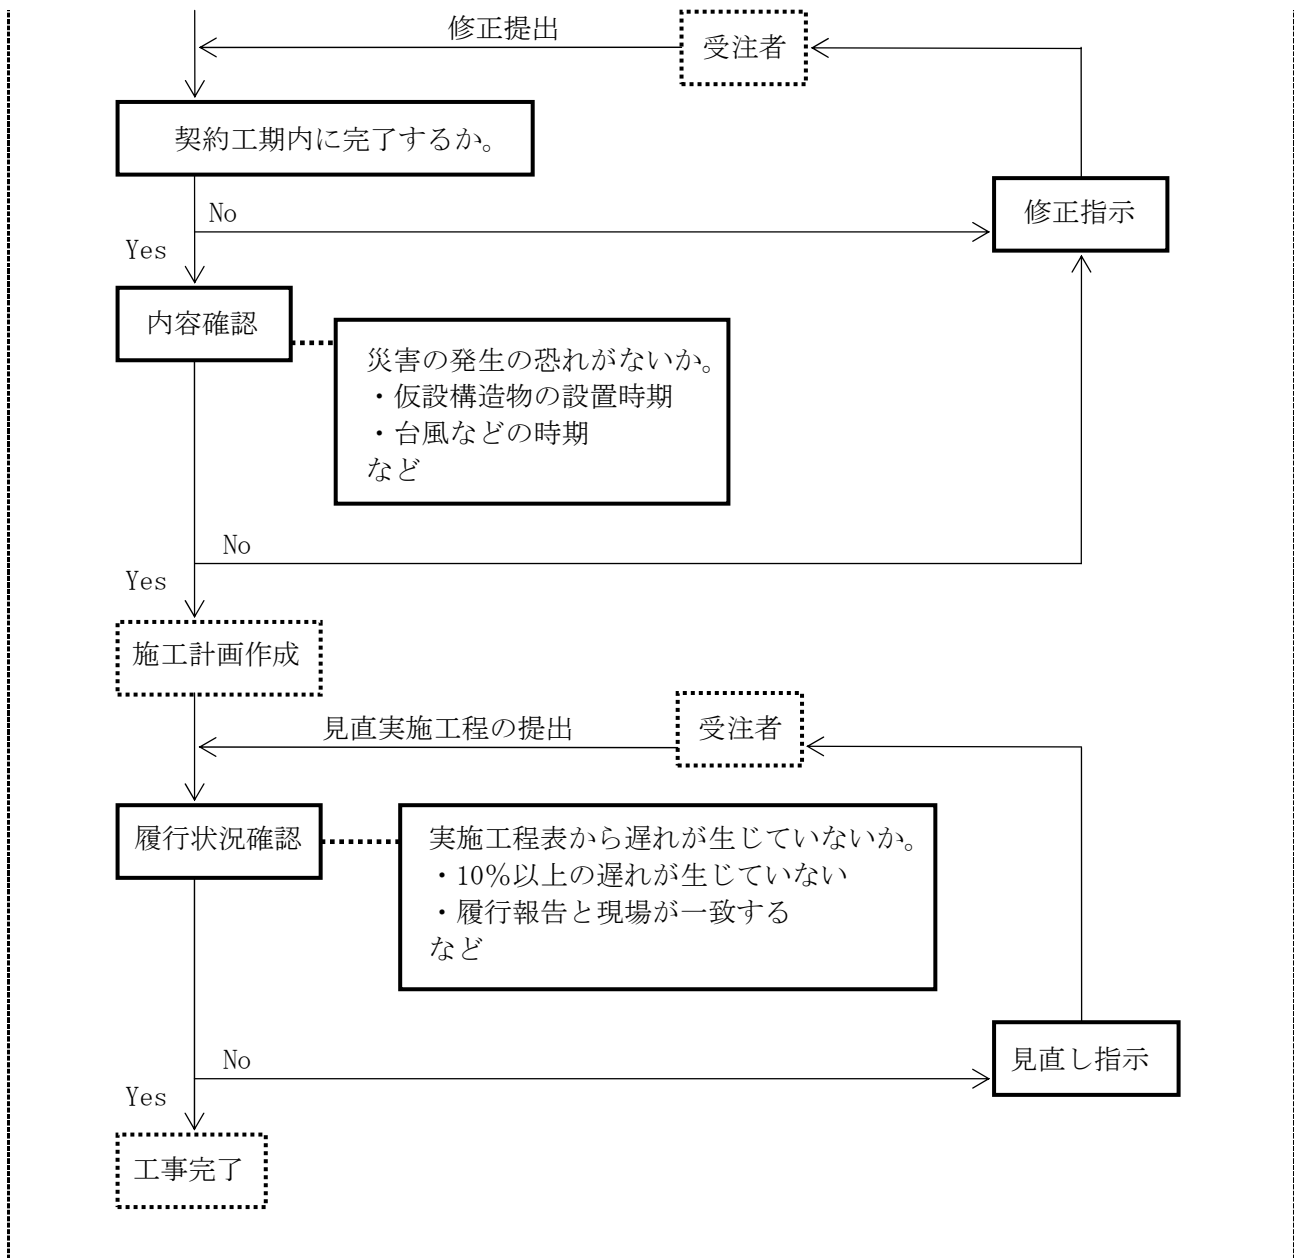 修正提出
受注者
契約工期内に完了するか。
修正指示
No
Yes
内容確認
災害の発生の恐れがないか。
・仮設構造物の設置時期
・台風などの時期
など
No
Yes
施工計画作成
見直実施工程の提出
受注者
履行状況確認
実施工程表から遅れが生じていないか。
・10％以上の遅れが生じていない
・履行報告と現場が一致する
など
No
見直し指示
Yes
工事完了